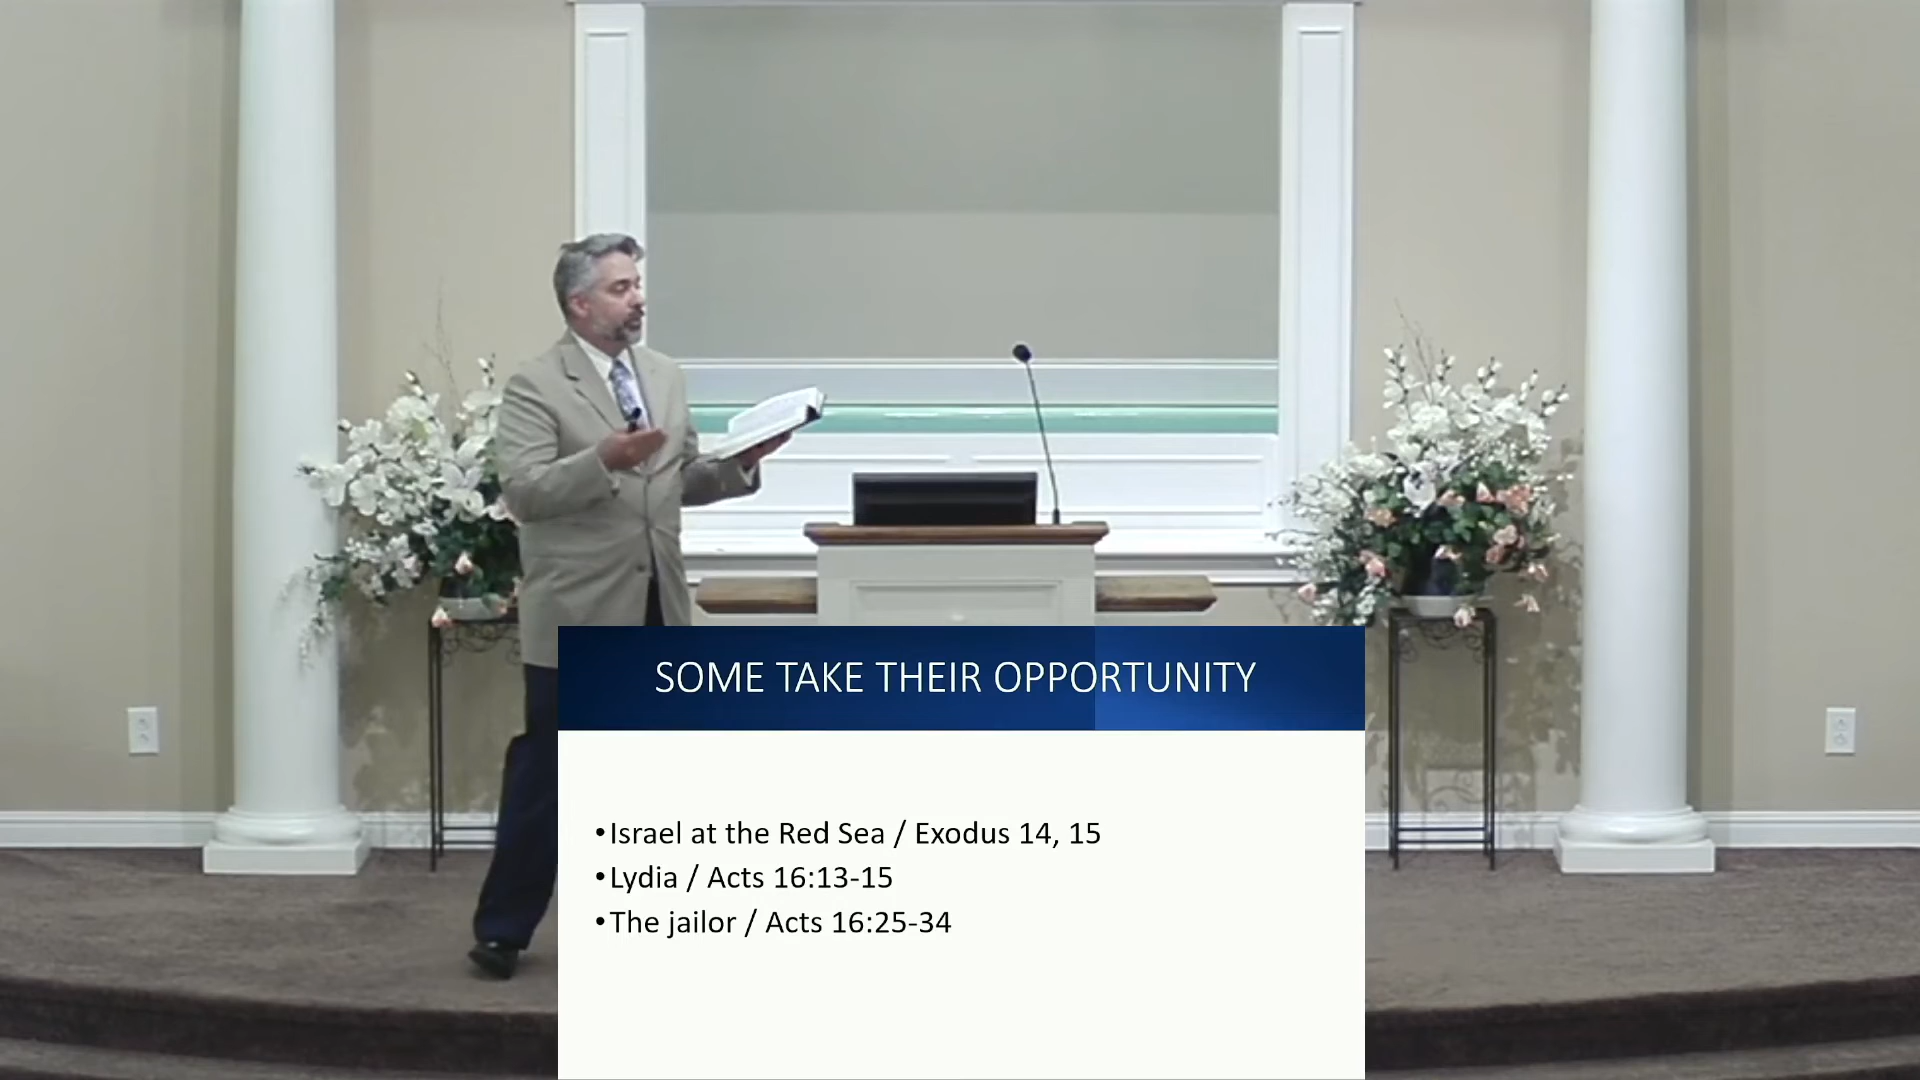 SOME TAKE THEIR OPPORTUNITY
•Israel at the Red Sea / Exodus 14, 15
•Lydia / Acts 16:13-15
•The jailor / Acts 16:25-34